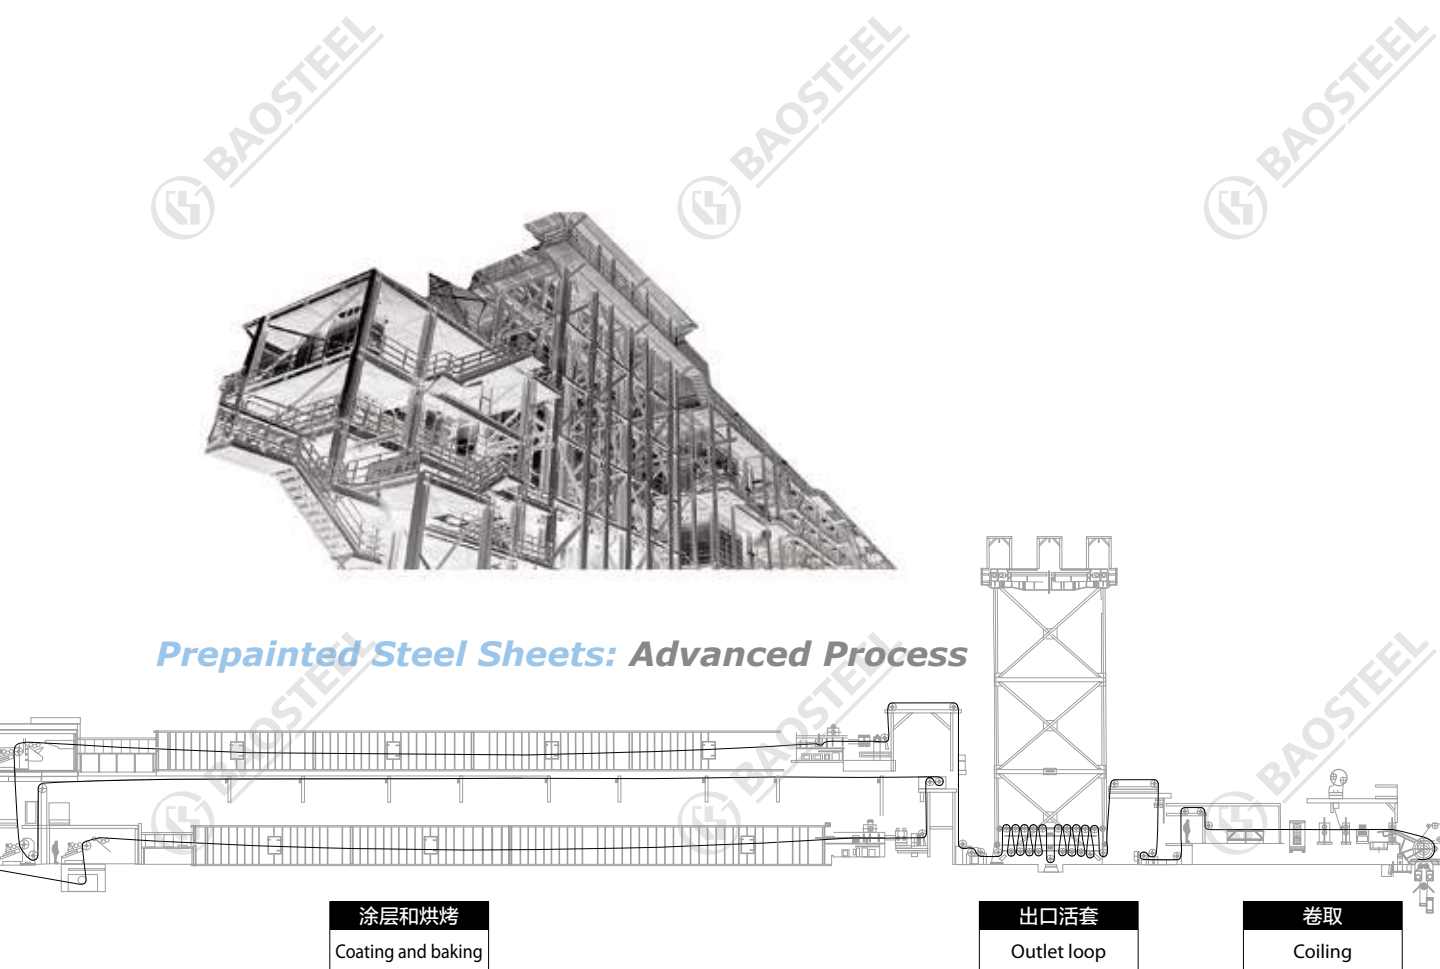 BAOSTEEL
BAOSTEEL
BAOSTEEL
Prepainted Steel Sheets: Advanced Process
BAOSTEEL
BAOSTEEL
BAOSTEEL
涂层和烘烤
Coating and baking
出口活套
Outlet loop
卷取
Coiling